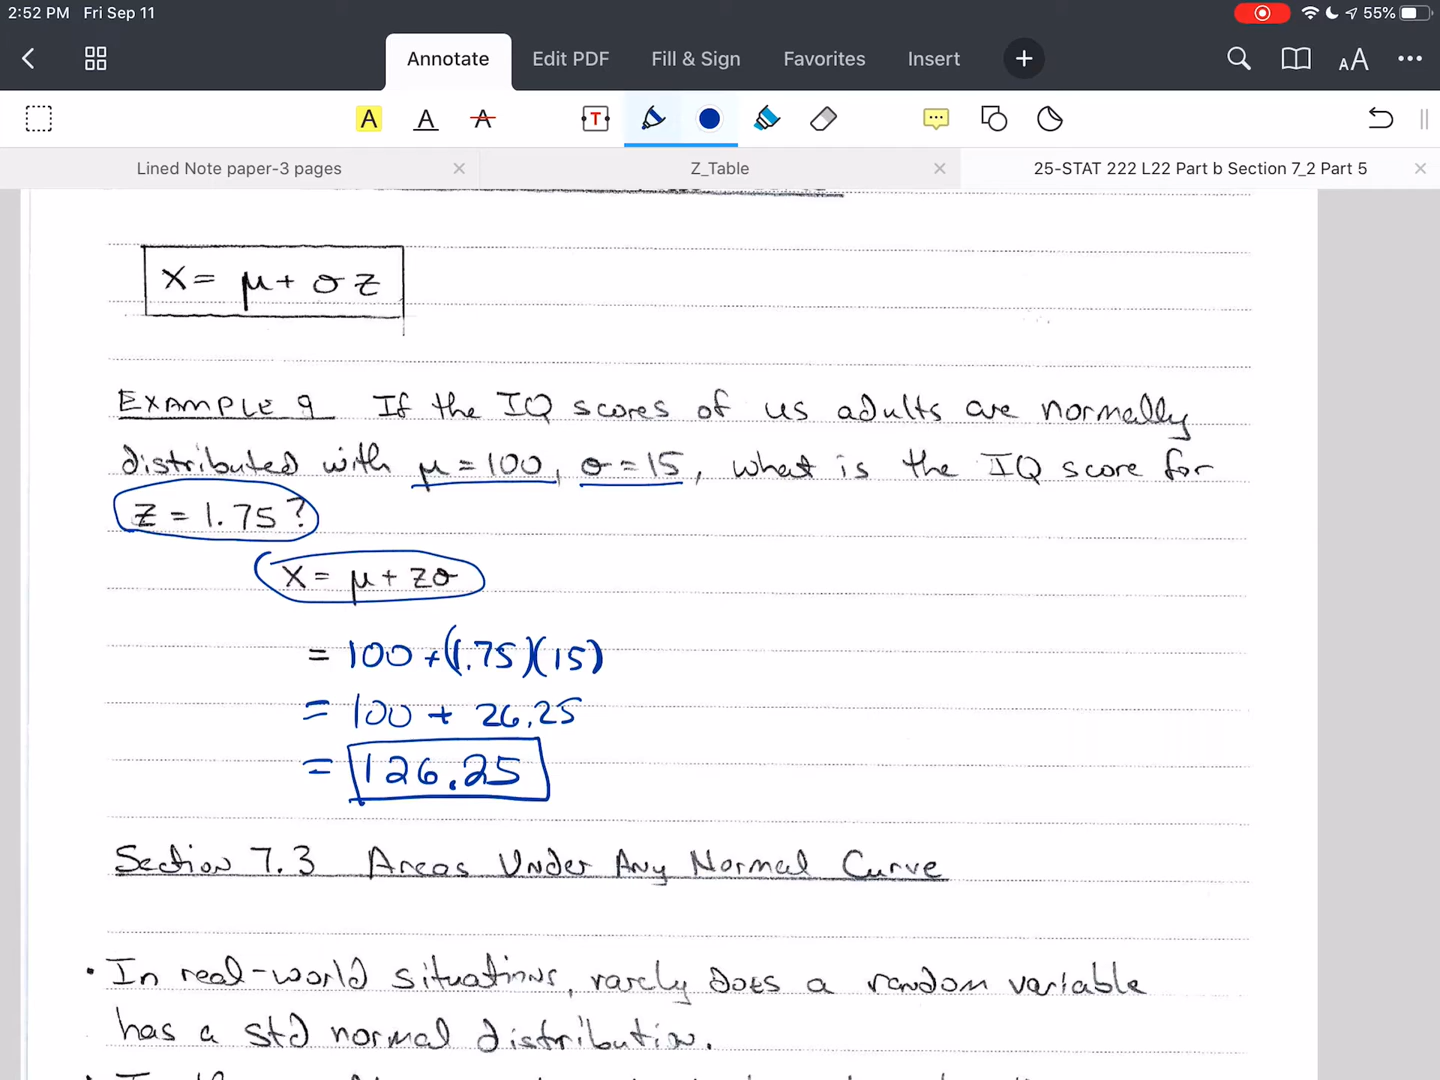 2:52 PM Fri Sep 11
55%
Annotate Edit PDF Fill & Sign Favorites Insert
AA
A A A T
Lined Note paper-3 pages
Z_Table
25-STAT 222 L22 Part b Section 7_2 Part 5
X = μ + σ z
EXAMPLE 9 If the IQ scores of us adults are normally
distributed with μ = 100, σ = 15, what is the IQ score for
Z = 1.75?
X = μ + zσ
= 100 + (1.75)(15)
= 100 + 26.25
= 126.25
Section 7.3 Areas Under Any Normal Curve
• In real-world situations, rarely does a random variable
has a std normal distribution.